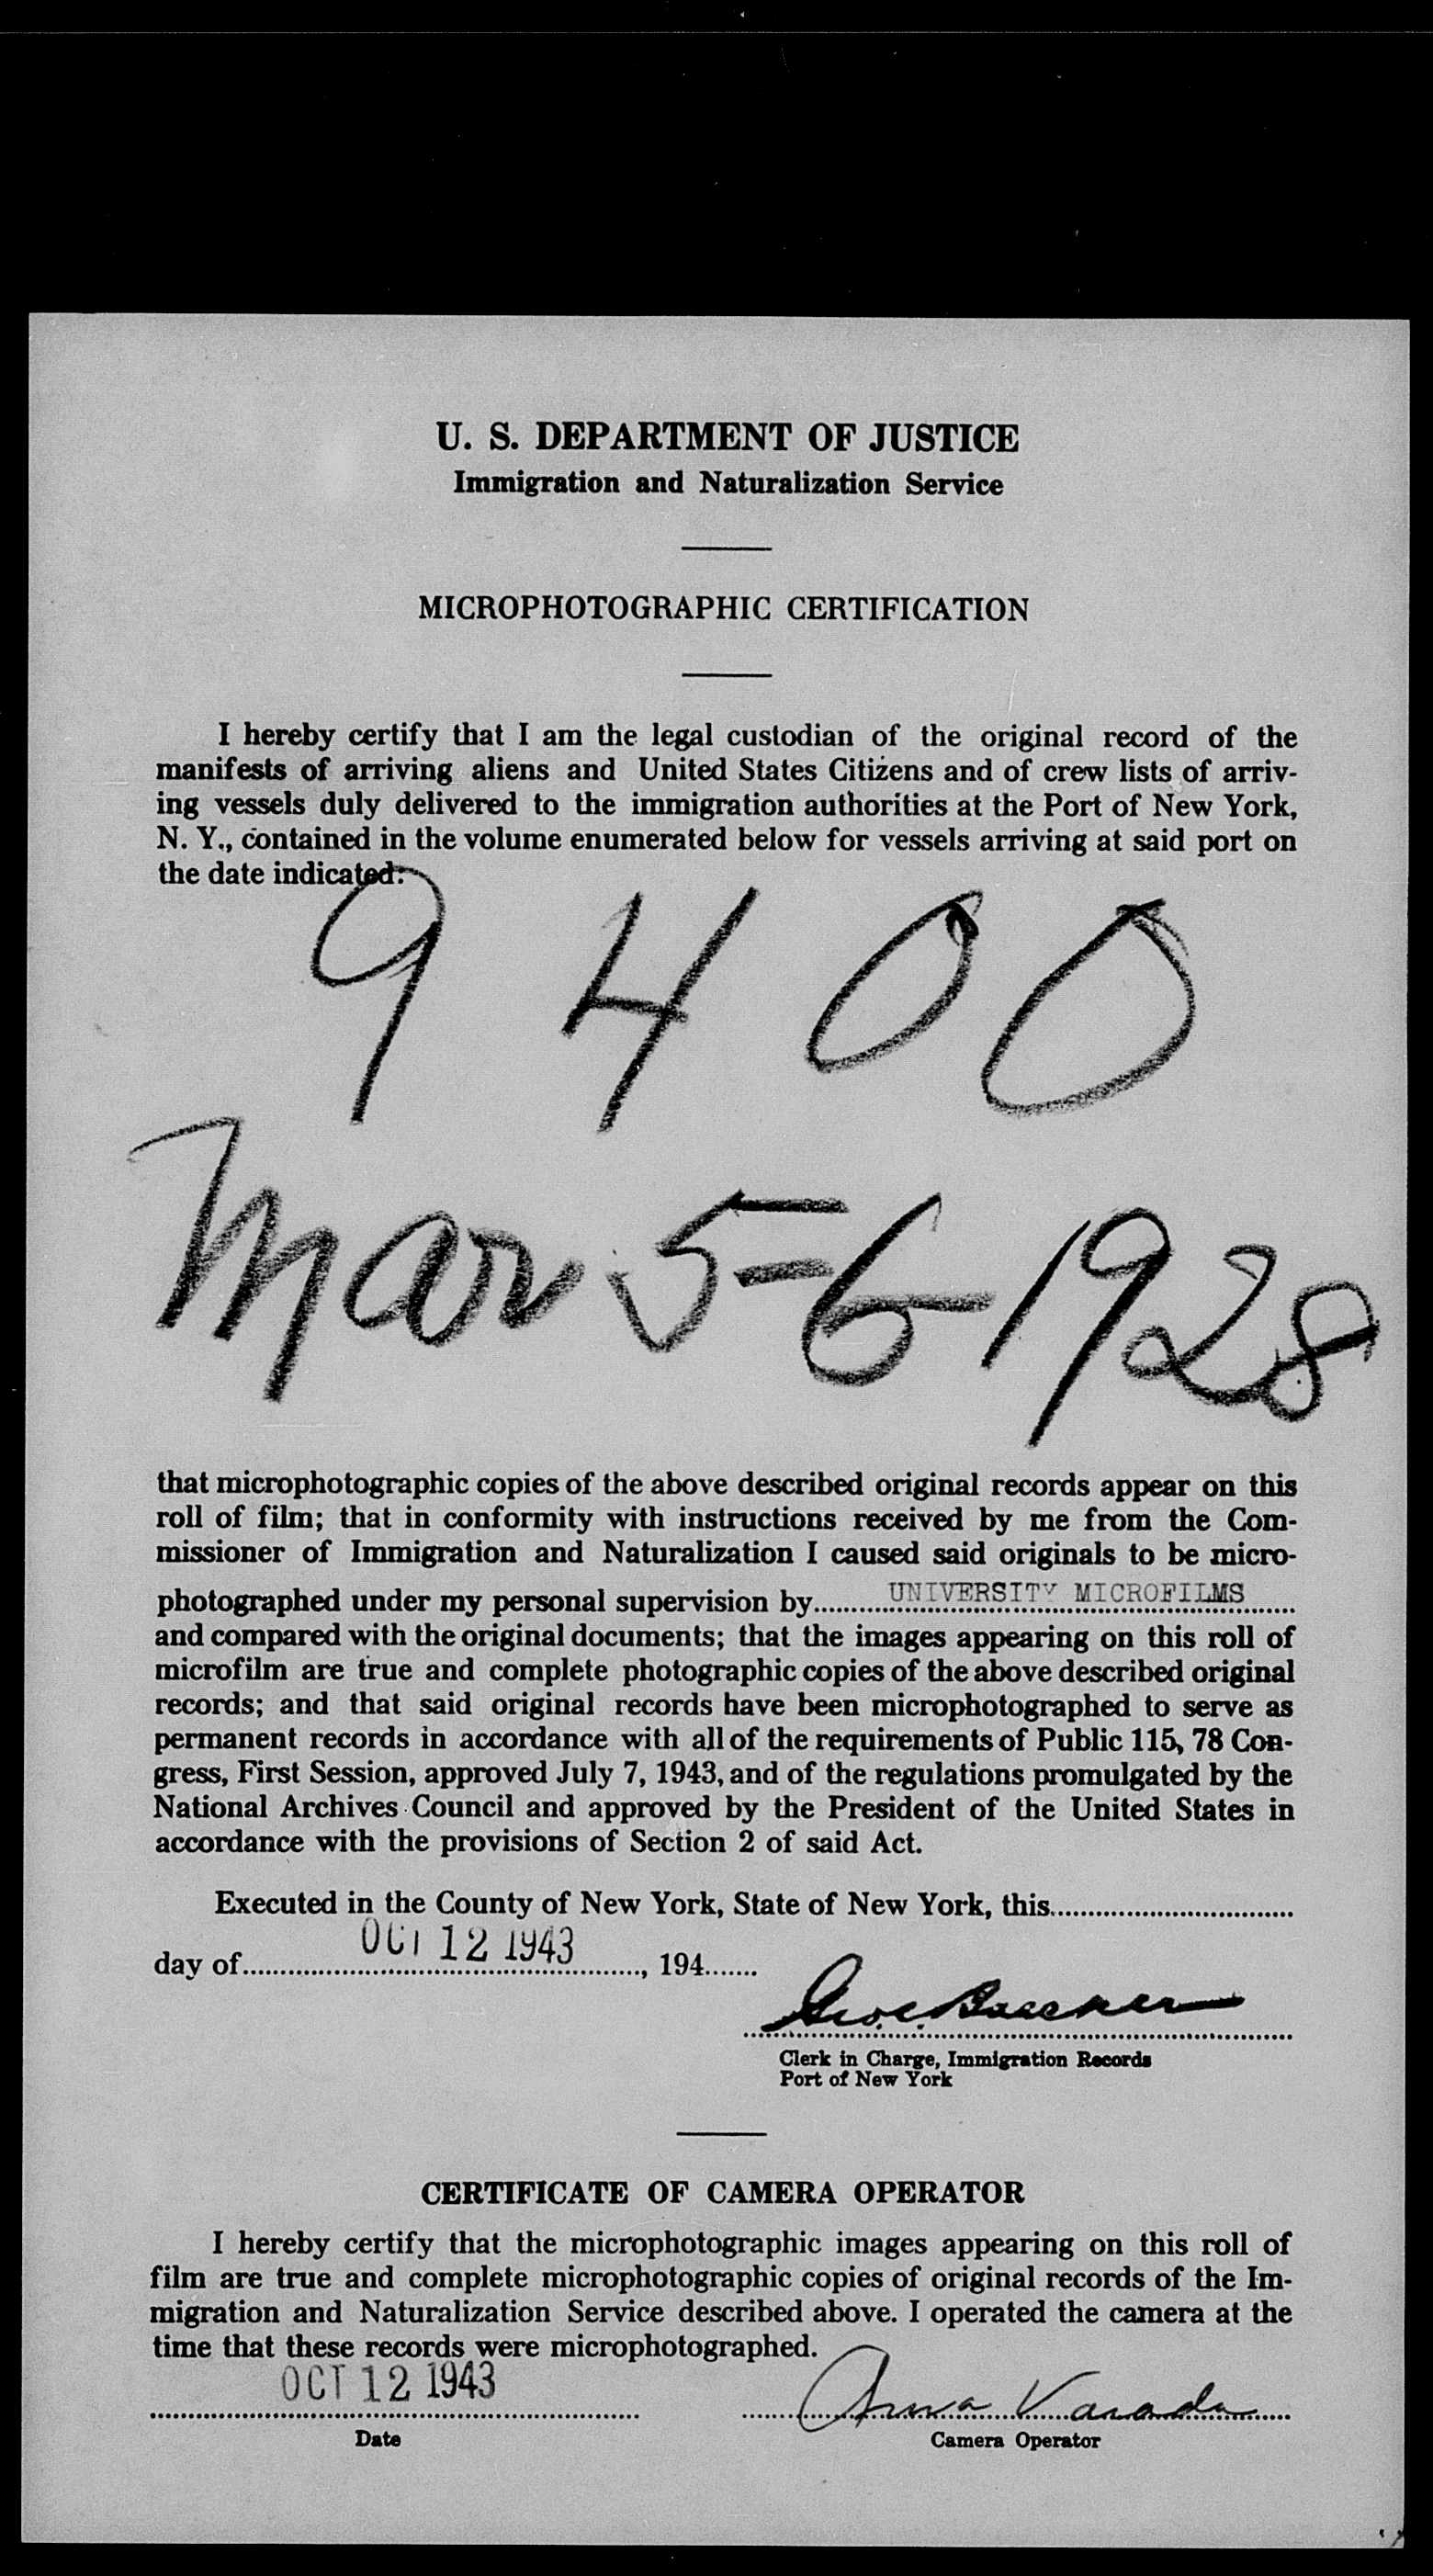 U. S. DEPARTMENT OF JUSTICE
Immigration and Naturalization Service
MICROPHOTOGRAPHIC CERTIFICATION
I hereby certify that I am the legal custodian of the original record of the
manifests of arriving aliens and United States Citizens and of crew lists of arriv-
ing vessels duly delivered to the immigration authorities at the Port of New York,
N. Y., contained in the volume enumerated below for vessels arriving at said port on
the date indicated:
9400
Mar 5-6-1928
that microphotographic copies of the above described original records appear on this
roll of film; that in conformity with instructions received by me from the Com-
missioner of Immigration and Naturalization I caused said originals to be micro-
photographed under my personal supervision by UNIVERSITY MICROFILMS
and compared with the original documents; that the images appearing on this roll of
microfilm are true and complete photographic copies of the above described original
records; and that said original records have been microphotographed to serve as
permanent records in accordance with all of the requirements of Public 115, 78 Con-
gress, First Session, approved July 7, 1943, and of the regulations promulgated by the
National Archives Council and approved by the President of the United States in
accordance with the provisions of Section 2 of said Act.
Executed in the County of New York, State of New York, this
day of OCT 12 1943, 194
Clerk in Charge, Immigration Records
Port of New York
CERTIFICATE OF CAMERA OPERATOR
I hereby certify that the microphotographic images appearing on this roll of
film are true and complete microphotographic copies of original records of the Im-
migration and Naturalization Service described above. I operated the camera at the
time that these records were microphotographed.
OCT 12 1943 Anna
Date
Camera Operator